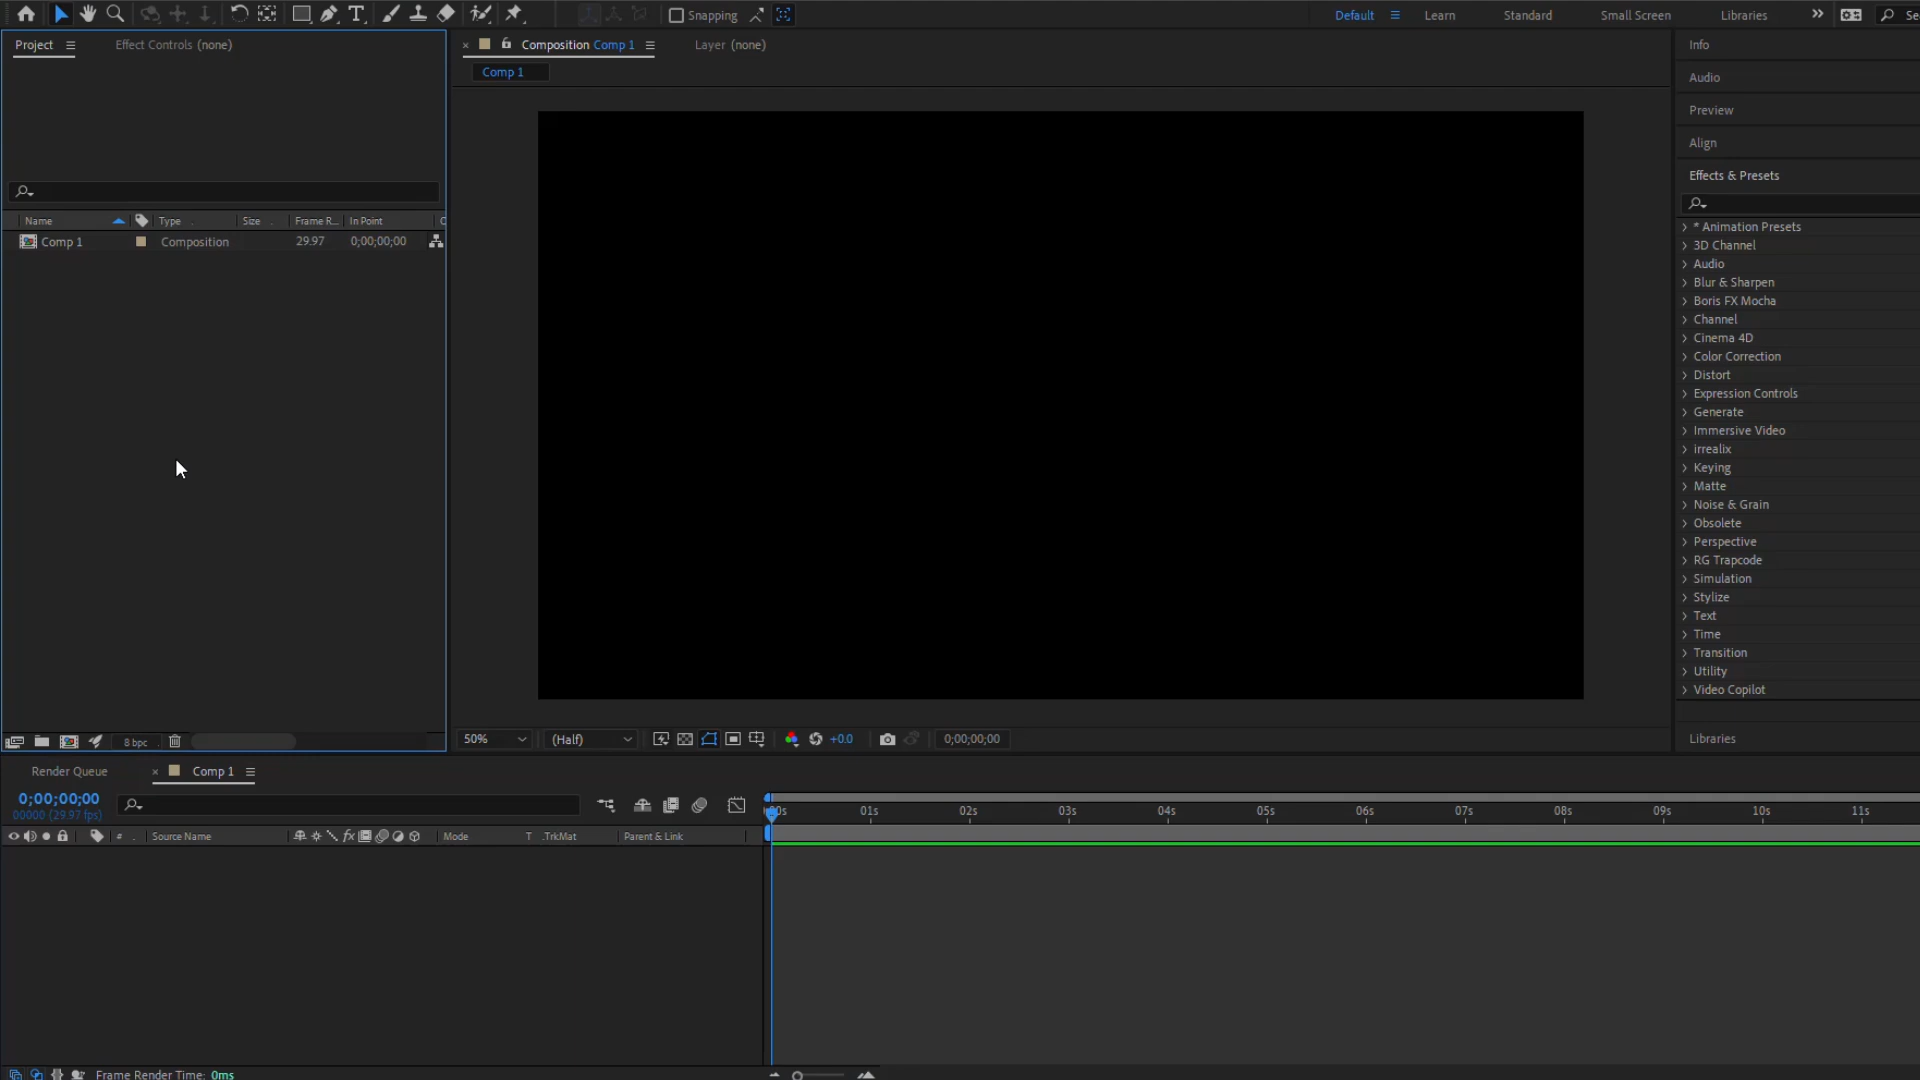 Snapping
Default
Learn
Standard
Small Screen
Libraries
Se
Project
Effect Controls (none)
Composition Comp 1
Layer (none)
Comp 1
Info
Audio
Preview
Align
Effects & Presets
Name
Type
Size
Frame R...
In Point
Comp 1
Composition
29.97
0;00;00;00
* Animation Presets
3D Channel
Audio
Blur & Sharpen
Boris FX Mocha
Channel
Cinema 4D
Color Correction
Distort
Expression Controls
Generate
Immersive Video
irrealix
Keying
Matte
Noise & Grain
Obsolete
Perspective
RG Trapcode
Simulation
Stylize
Text
Time
Transition
Utility
Video Copilot
Libraries
8 bpc
50%
(Half)
+0.0
0;00;00;00
Render Queue
Comp 1
0;00;00;00
00000 (29.97 fps)
01s 02s 03s 04s 05s 06s 07s 08s 09s 10s 11s
# Source Name
Mode
T .TrkMat
Parent & Link
Frame Render Time: 0ms